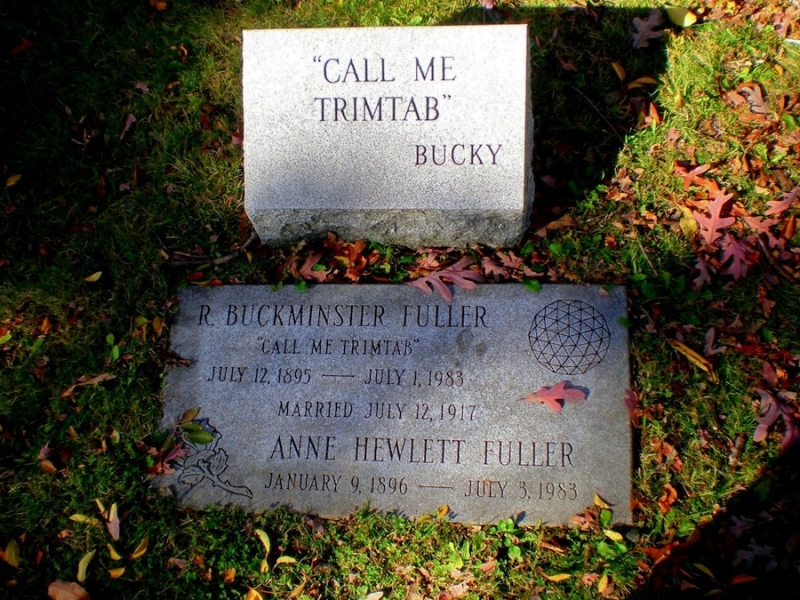 “CALL ME
TRIMTAB”
BUCKY
R. BUCKMINSTER FULLER
“CALL ME TRIMTAB”
JULY 12, 1895 — JULY 1, 1983
MARRIED JULY 12, 1917
ANNE HEWLETT FULLER
JANUARY 9, 1896 — JULY 3, 1983